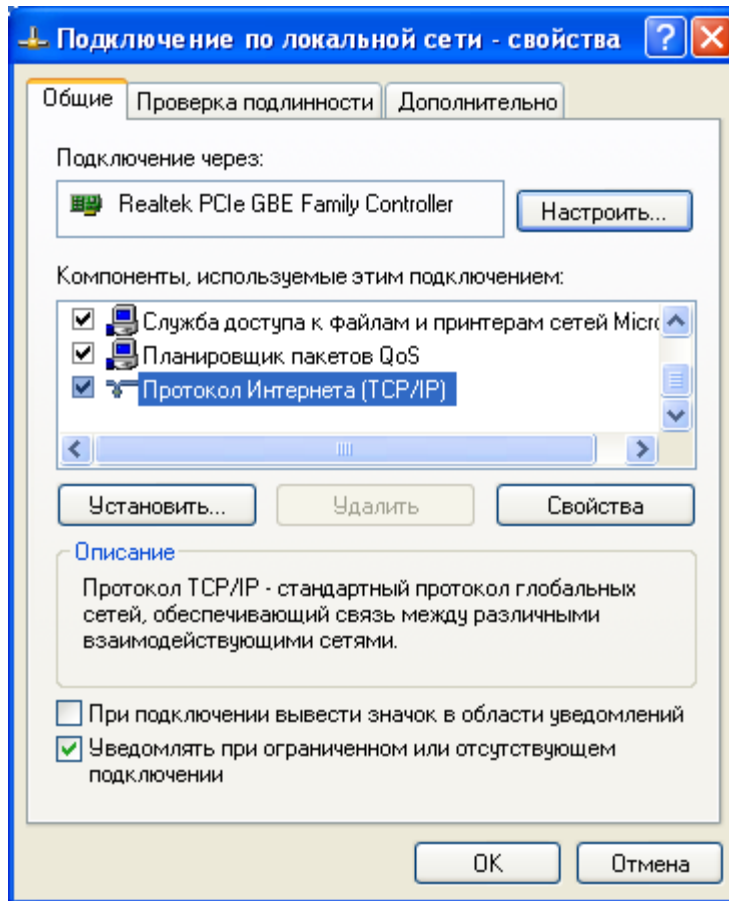 Подключение по локальной сети - свойства
Общие
Проверка подлинности
Дополнительно
Подключение через:
Realtek PCIe GBE Family Controller
Настроить...
Компоненты, используемые этим подключением:
Служба доступа к файлам и принтерам сетей Micro
Планировщик пакетов QoS
Протокол Интернета (TCP/IP)
Установить...
Удалить
Свойства
Описание
Протокол TCP/IP - стандартный протокол глобальных
сетей, обеспечивающий связь между различными
взаимодействующими сетями.
При подключении вывести значок в области уведомлений
Уведомлять при ограниченном или отсутствующем
подключении
OK
Отмена